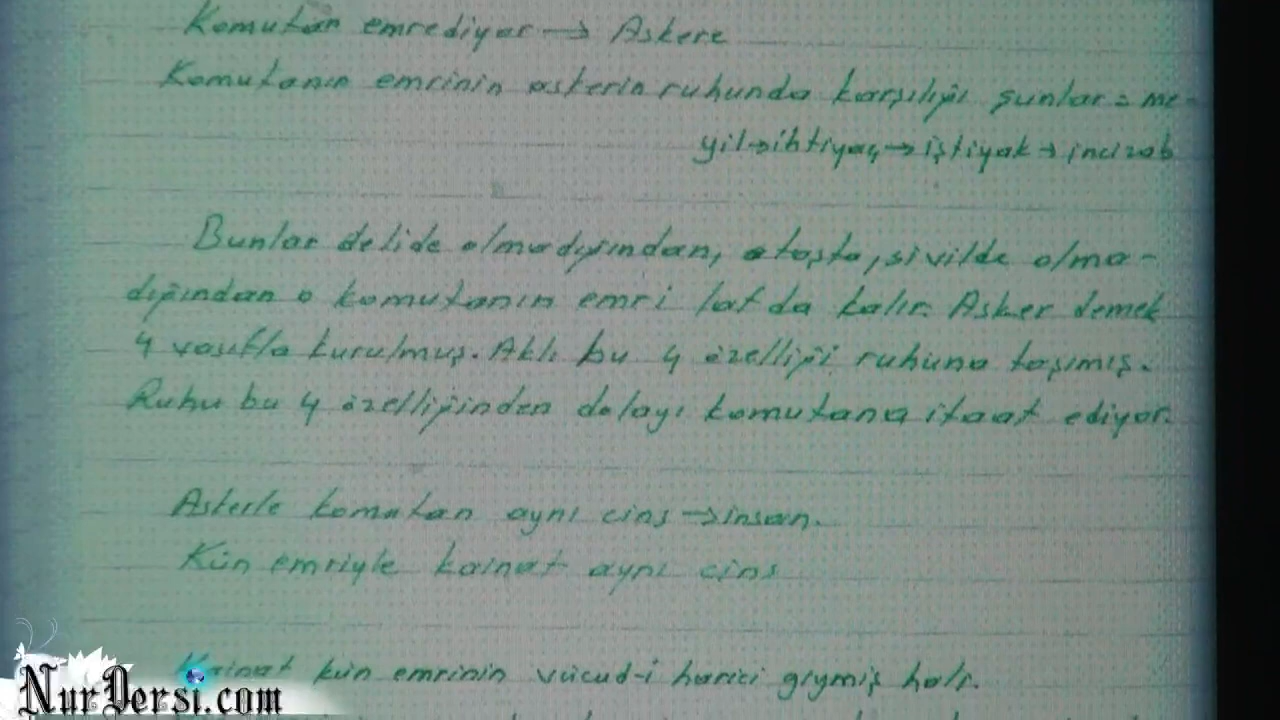 Komutan emrediyor → Askere
Komutanın emrinin askerin ruhunda karşılığı şunlar = me-
yil→ihtiyaç→iştiyak→incizab
Bunlar delide olmadığından, ataşta, sivilde olma-
dığından o komutanın emri lafda kalır. Asker demek
4 vasıfla kurulmuş. Aklı bu 4 özelliği ruhuna taşımış.
Ruhu bu 4 özelliğinden dolayı komutana itaat ediyor.
Askerle komutan aynı cins →insan.
Kün emriyle kainat aynı cins
Kainat kün emrinin vücud-i harici giymiş hali.
NurDersi.com